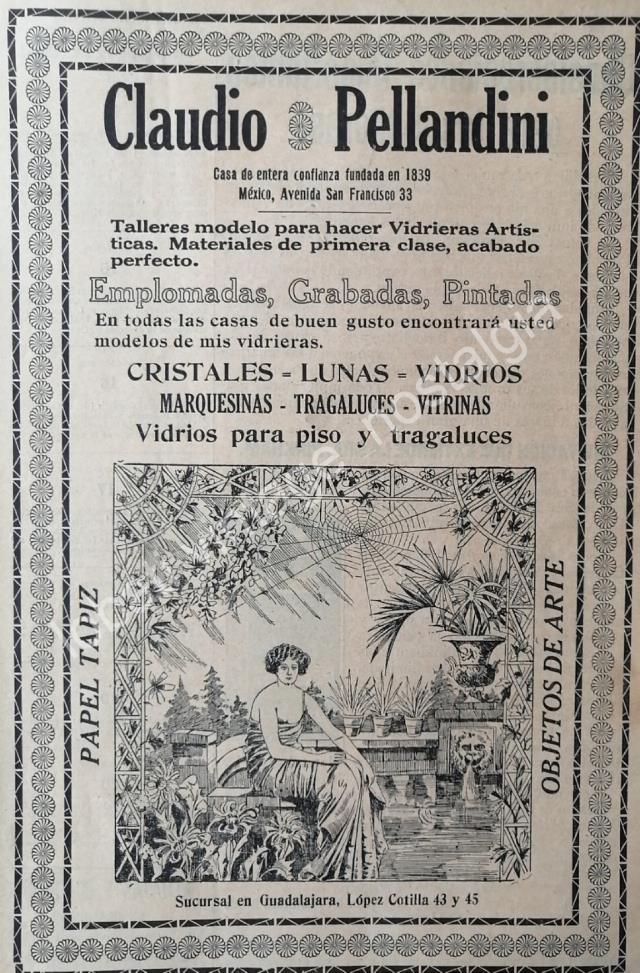 Claudio Pellandini
Casa de entera confianza fundada en 1839
México, Avenida San Francisco 33
Talleres modelo para hacer Vidrieras Artís-
ticas. Materiales de primera clase, acabado
perfecto.
Emplomadas, Grabadas, Pintadas
En todas las casas de buen gusto encontrará usted
modelos de mis vidrieras.
CRISTALES = LUNAS = VIDRIOS
MARQUESINAS - TRAGALUCES - VITRINAS
Vidrios para piso y tragaluces
PAPEL TAPIZ
OBJETOS DE ARTE
Sucursal en Guadalajara, López Cotilla 43 y 45
nostalgia